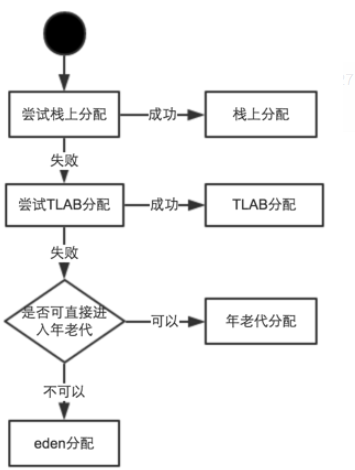 尝试栈上分配
成功
栈上分配
失败
尝试TLAB分配
成功
TLAB分配
失败
是否可直接进
入年老代
可以
年老代分配
不可以
eden分配